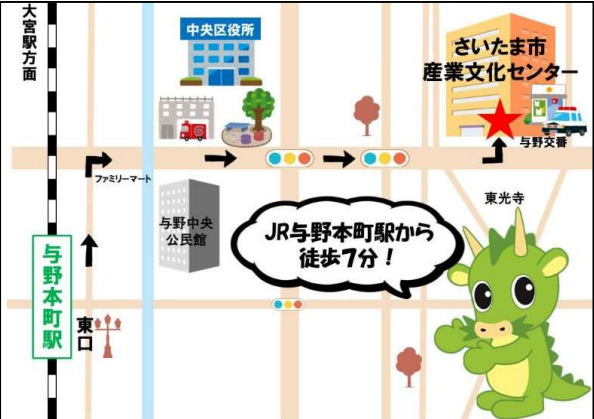 大宮駅方面
中央区役所
さいたま市
産業文化センター
与野交番
ファミリーマート
与野中央
公民館
東光寺
JR与野本町駅から
徒歩7分！
与野本町駅
東口